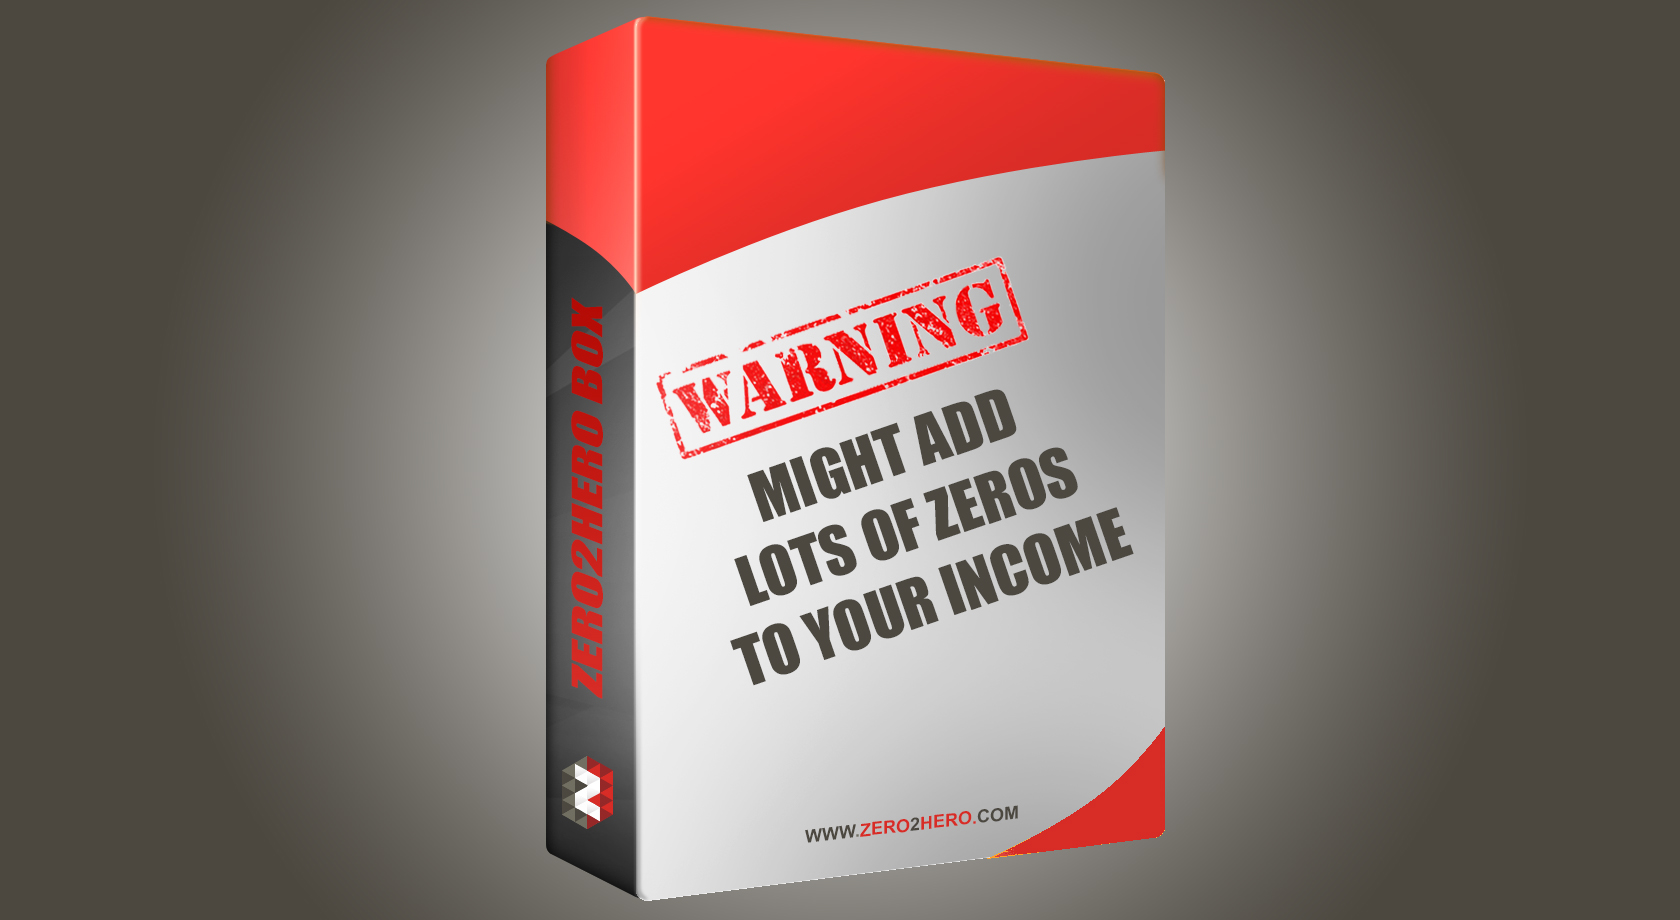 ZERO2HERO BOX
WARNING
MIGHT ADD
LOTS OF ZEROS
TO YOUR INCOME
WWW.ZERO2HERO.COM